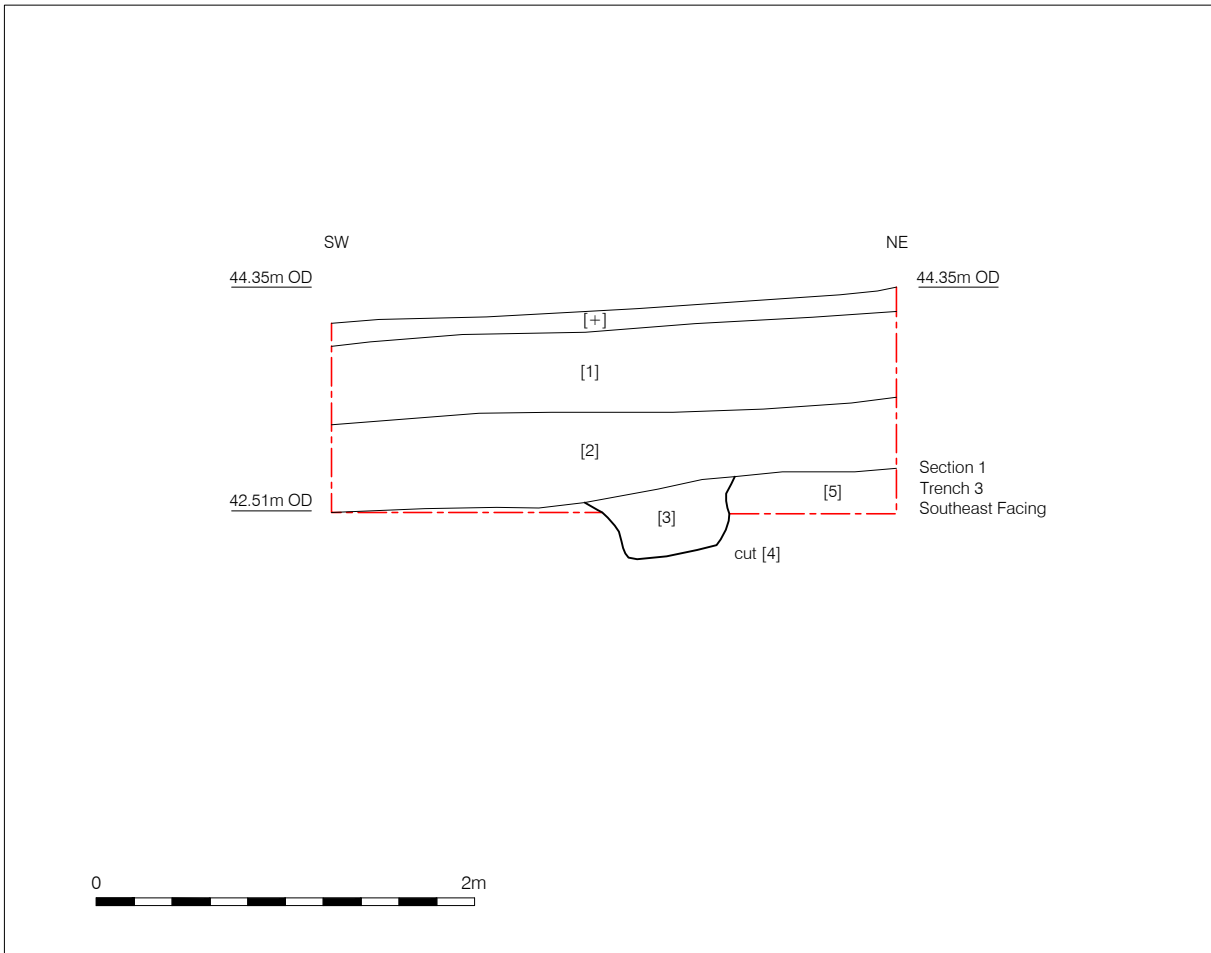 SW
NE
44.35m OD
44.35m OD
[+]
[1]
[2]
Section 1
Trench 3
Southeast Facing
42.51m OD
[5]
[3]
cut [4]
0
2m